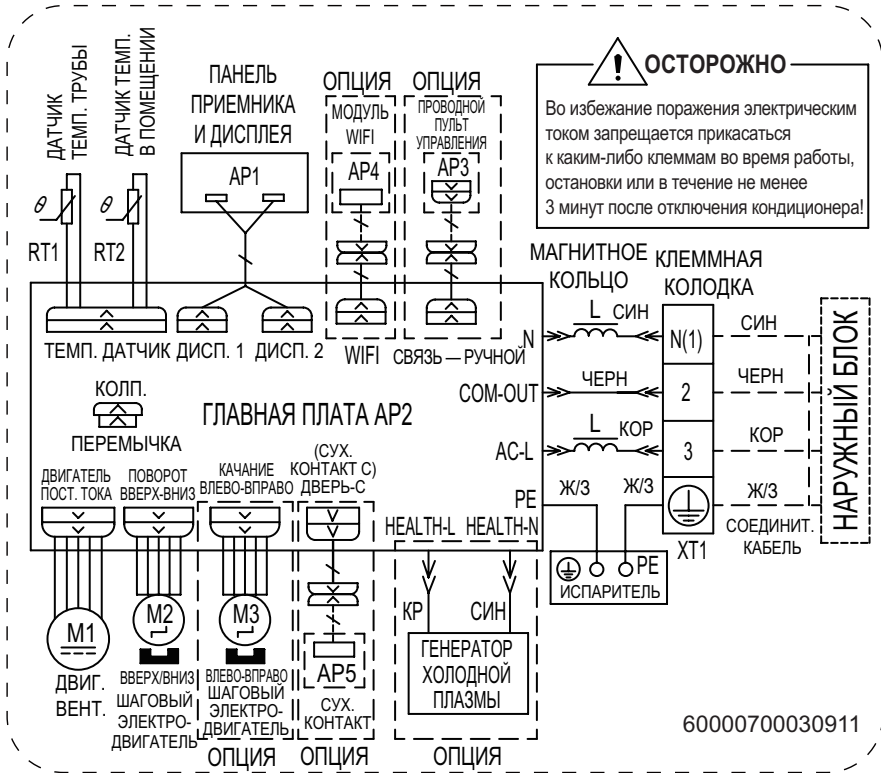 ДАТЧИК
ТЕМП. ТРУБЫ
ДАТЧИК ТЕМП.
В ПОМЕЩЕНИИ
ПАНЕЛЬ
ПРИЕМНИКА
И ДИСПЛЕЯ
AP1
ОПЦИЯ
МОДУЛЬ
WIFI
AP4
ОПЦИЯ
ПРОВОДНОЙ
ПУЛЬТ
УПРАВЛЕНИЯ
AP3
! ОСТОРОЖНО
Во избежание поражения электрическим
током запрещается прикасаться
к каким-либо клеммам во время работы,
остановки или в течение не менее
3 минут после отключения кондиционера!
θ
RT1
θ
RT2
ТЕМП. ДАТЧИК
ДИСП. 1
ДИСП. 2
WIFI
СВЯЗЬ — РУЧНОЙ
МАГНИТНОЕ
КОЛЬЦО
КЛЕММНАЯ
КОЛОДКА
N
L
СИН
N(1)
СИН
COM-OUT
ЧЕРН
2
ЧЕРН
AC-L
L
КОР
3
КОР
PE
Ж/З
Ж/З
Ж/З
XT1
СОЕДИНИТ.
КАБЕЛЬ
НАРУЖНЫЙ БЛОК
PE
ИСПАРИТЕЛЬ
КОЛП.
ПЕРЕМЫЧКА
ГЛАВНАЯ ПЛАТА AP2
ДВИГАТЕЛЬ
ПОСТ. ТОКА
ПОВОРОТ
ВВЕРХ-ВНИЗ
КАЧАНИЕ
ВЛЕВО-ВПРАВО
(СУХ.
КОНТАКТ С)
ДВЕРЬ-С
HEALTH-L
HEALTH-N
M1
ДВИГ.
ВЕНТ.
M2
ВВЕРХ/ВНИЗ
ШАГОВЫЙ
ЭЛЕКТРО-
ДВИГАТЕЛЬ
M3
ВЛЕВО-ВПРАВО
ШАГОВЫЙ
ЭЛЕКТРО-
ДВИГАТЕЛЬ
ОПЦИЯ
AP5
СУХ.
КОНТАКТ
ОПЦИЯ
КР
СИН
ГЕНЕРАТОР
ХОЛОДНОЙ
ПЛАЗМЫ
ОПЦИЯ
60000700030911